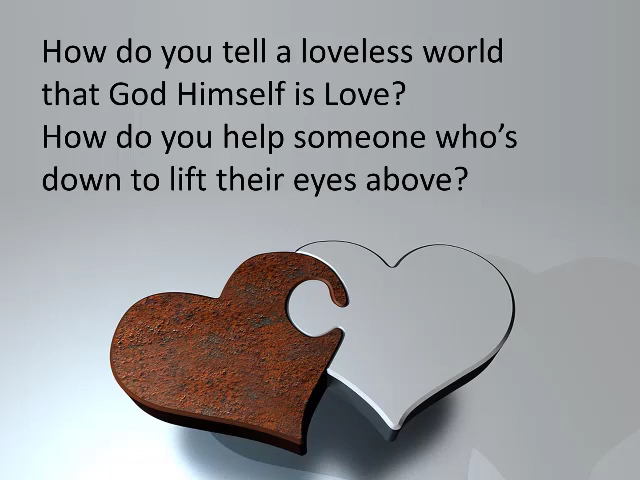 How do you tell a loveless world
that God Himself is Love?
How do you help someone who's
down to lift their eyes above?